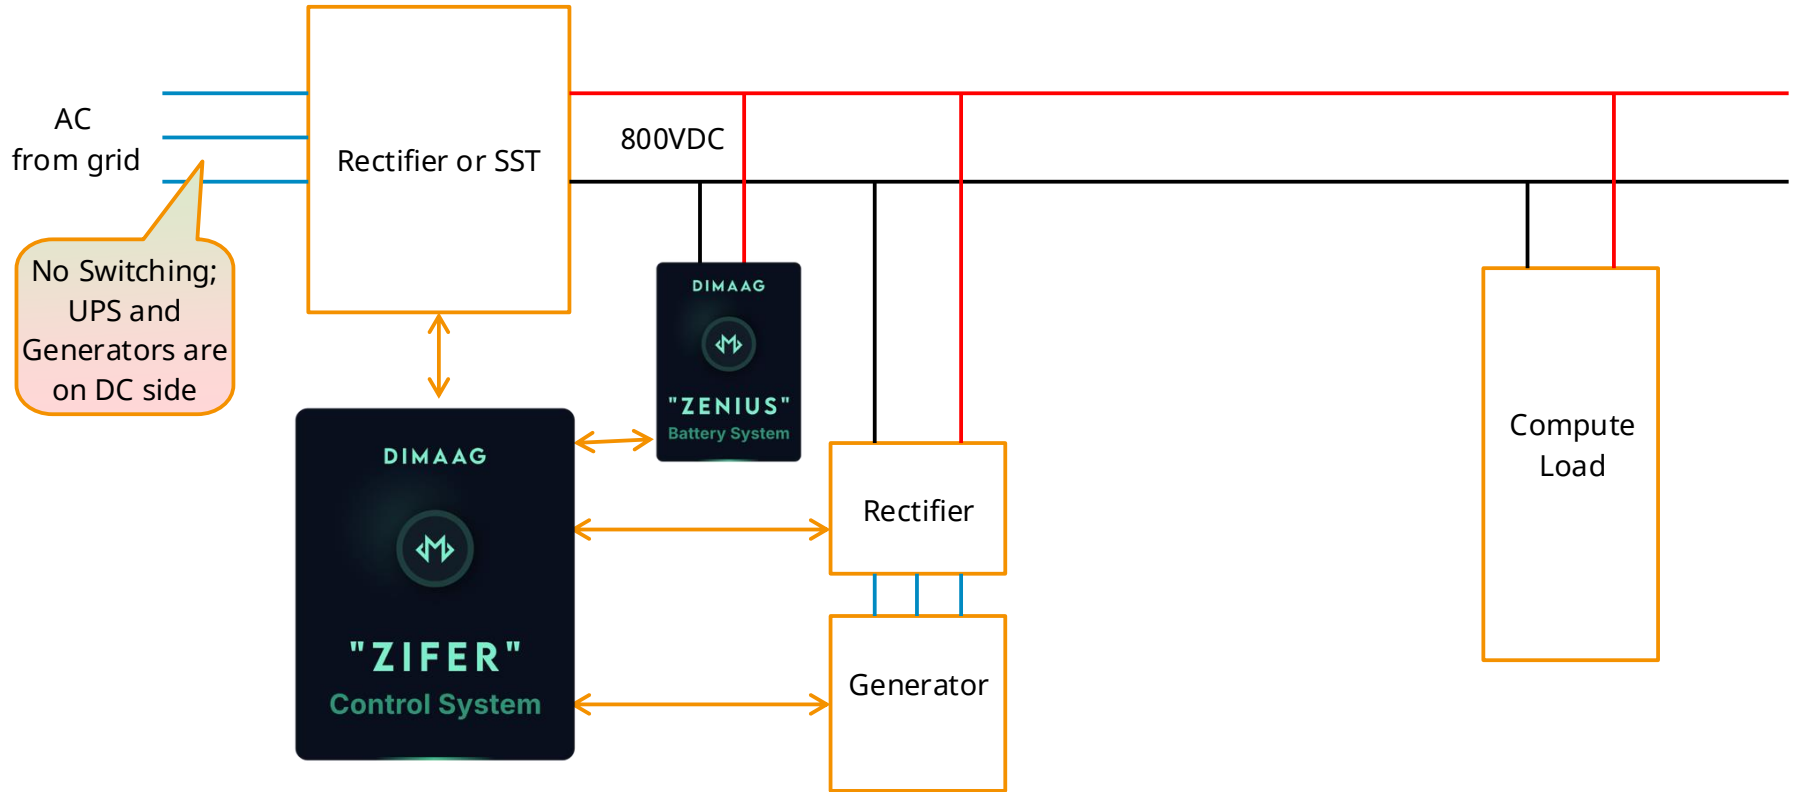 AC
from grid
Rectifier or SST
800VDC
No Switching;
UPS and
Generators are
on DC side
DIMAAG
"ZENIUS"
Battery System
DIMAAG
"ZIFER"
Control System
Rectifier
Generator
Compute
Load